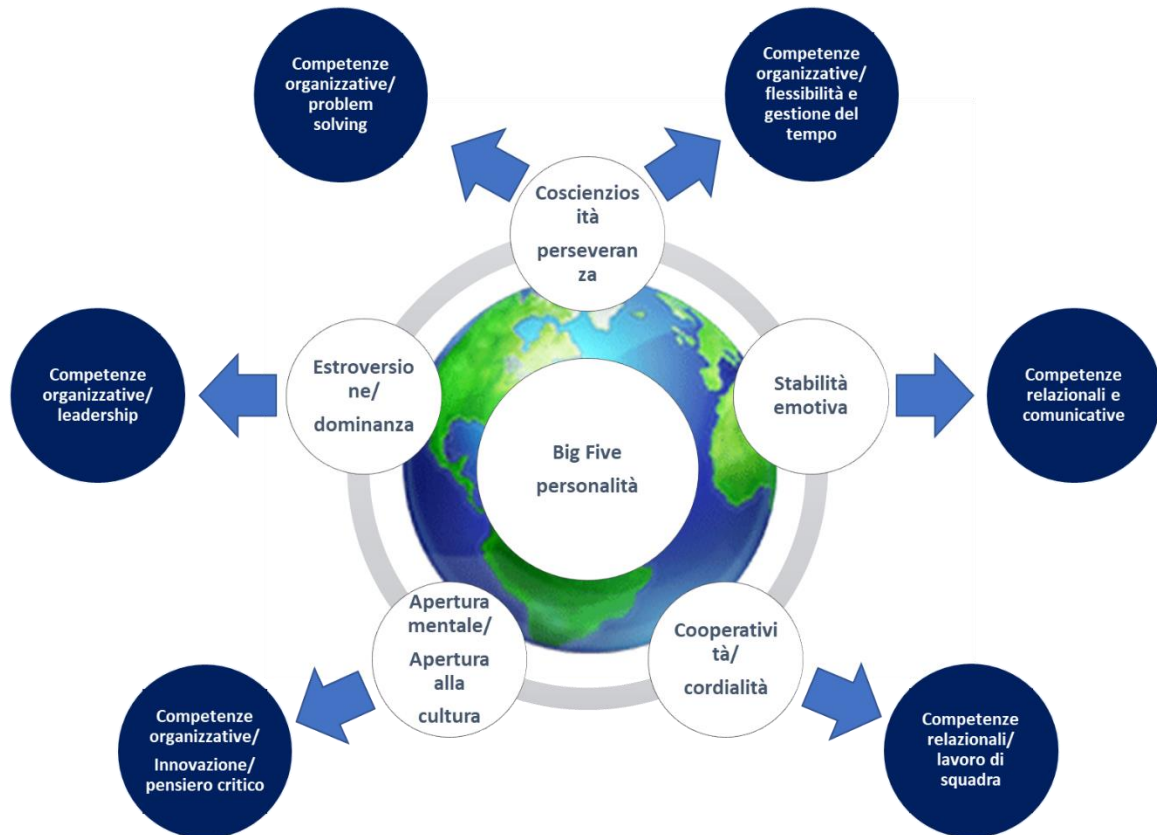 Competenze
organizzative/
problem
solving
Competenze
organizzative/
flessibilità e
gestione del
tempo
Coscienzios
ità
perseveran
za
Competenze
organizzative/
leadership
Estroversio
ne/
dominanza
Stabilità
emotiva
Competenze
relazionali e
comunicative
Big Five
personalità
Apertura
mentale/
Apertura
alla
cultura
Cooperativi
tà/
cordialità
Competenze
organizzative/
Innovazione/
pensiero critico
Competenze
relazionali/
lavoro di
squadra